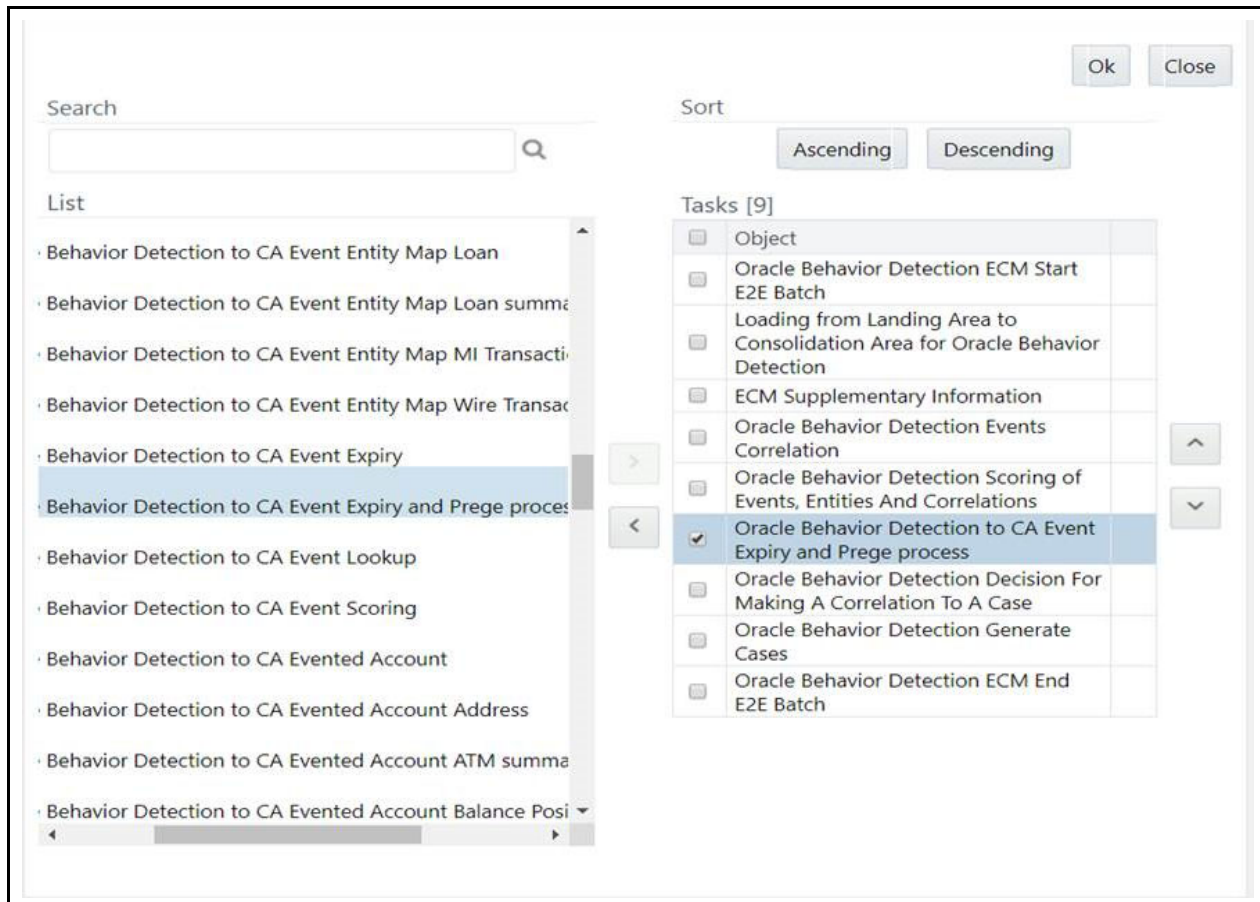 Ok Close
Search
Sort
Ascending Descending
List
Behavior Detection to CA Event Entity Map Loan
Behavior Detection to CA Event Entity Map Loan summa
Behavior Detection to CA Event Entity Map MI Transacti
Behavior Detection to CA Event Entity Map Wire Transac
Behavior Detection to CA Event Expiry
Behavior Detection to CA Event Expiry and Prege proces
Behavior Detection to CA Event Lookup
Behavior Detection to CA Event Scoring
Behavior Detection to CA Evented Account
Behavior Detection to CA Evented Account Address
Behavior Detection to CA Evented Account ATM summa
Behavior Detection to CA Evented Account Balance Posi
Tasks [9]
Object
Oracle Behavior Detection ECM Start
E2E Batch
Loading from Landing Area to
Consolidation Area for Oracle Behavior
Detection
ECM Supplementary Information
Oracle Behavior Detection Events
Correlation
Oracle Behavior Detection Scoring of
Events, Entities And Correlations
Oracle Behavior Detection to CA Event
Expiry and Prege process
Oracle Behavior Detection Decision For
Making A Correlation To A Case
Oracle Behavior Detection Generate
Cases
Oracle Behavior Detection ECM End
E2E Batch